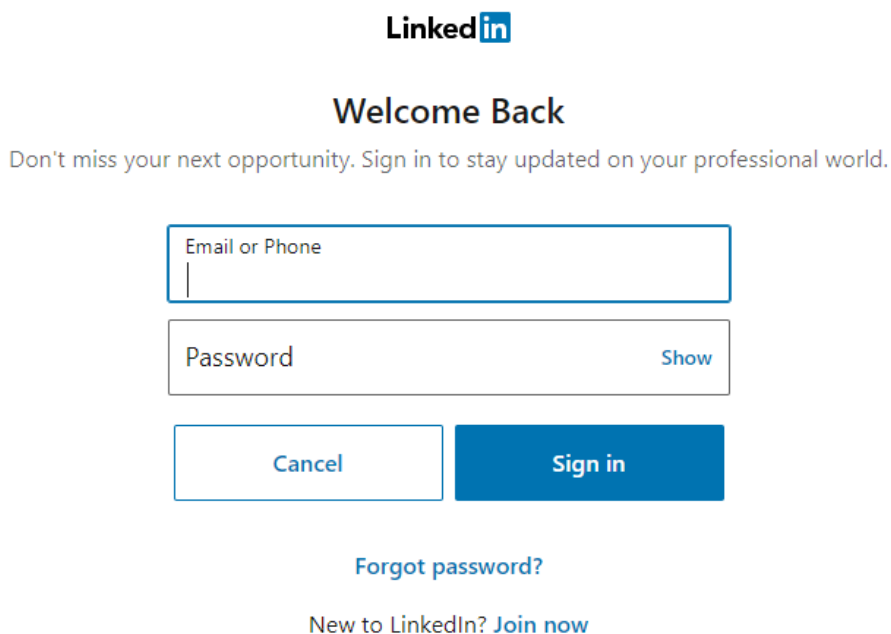 Linkedin
Welcome Back
Don't miss your next opportunity. Sign in to stay updated on your professional world.
Email or Phone
Password Show
Cancel Sign in
Forgot password?
New to LinkedIn? Join now